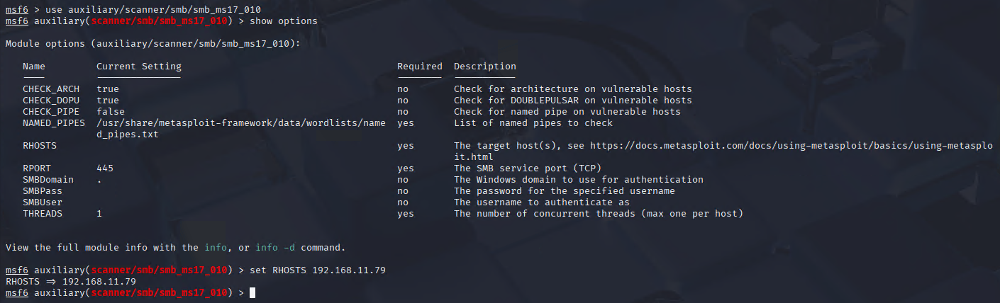 msf6 > use auxiliary/scanner/smb/smb_ms17_010
msf6 auxiliary(scanner/smb/smb_ms17_010) > show options
Module options (auxiliary/scanner/smb/smb_ms17_010):
Name Current Setting Required Description
CHECK_ARCH true no Check for architecture on vulnerable hosts
CHECK_DOPU true no Check for DOUBLEPULSAR on vulnerable hosts
CHECK_PIPE false no Check for named pipe on vulnerable hosts
NAMED_PIPES /usr/share/metasploit-framework/data/wordlists/name yes List of named pipes to check
d_pipes.txt
RHOSTS yes The target host(s), see https://docs.metasploit.com/docs/using-metasploit/basics/using-metasplo
it.html
RPORT 445 yes The SMB service port (TCP)
SMBDomain . no The Windows domain to use for authentication
SMBPass no The password for the specified username
SMBUser no The username to authenticate as
THREADS 1 yes The number of concurrent threads (max one per host)
View the full module info with the info, or info -d command.
msf6 auxiliary(scanner/smb/smb_ms17_010) > set RHOSTS 192.168.11.79
RHOSTS ⇒ 192.168.11.79
msf6 auxiliary(scanner/smb/smb_ms17_010) >